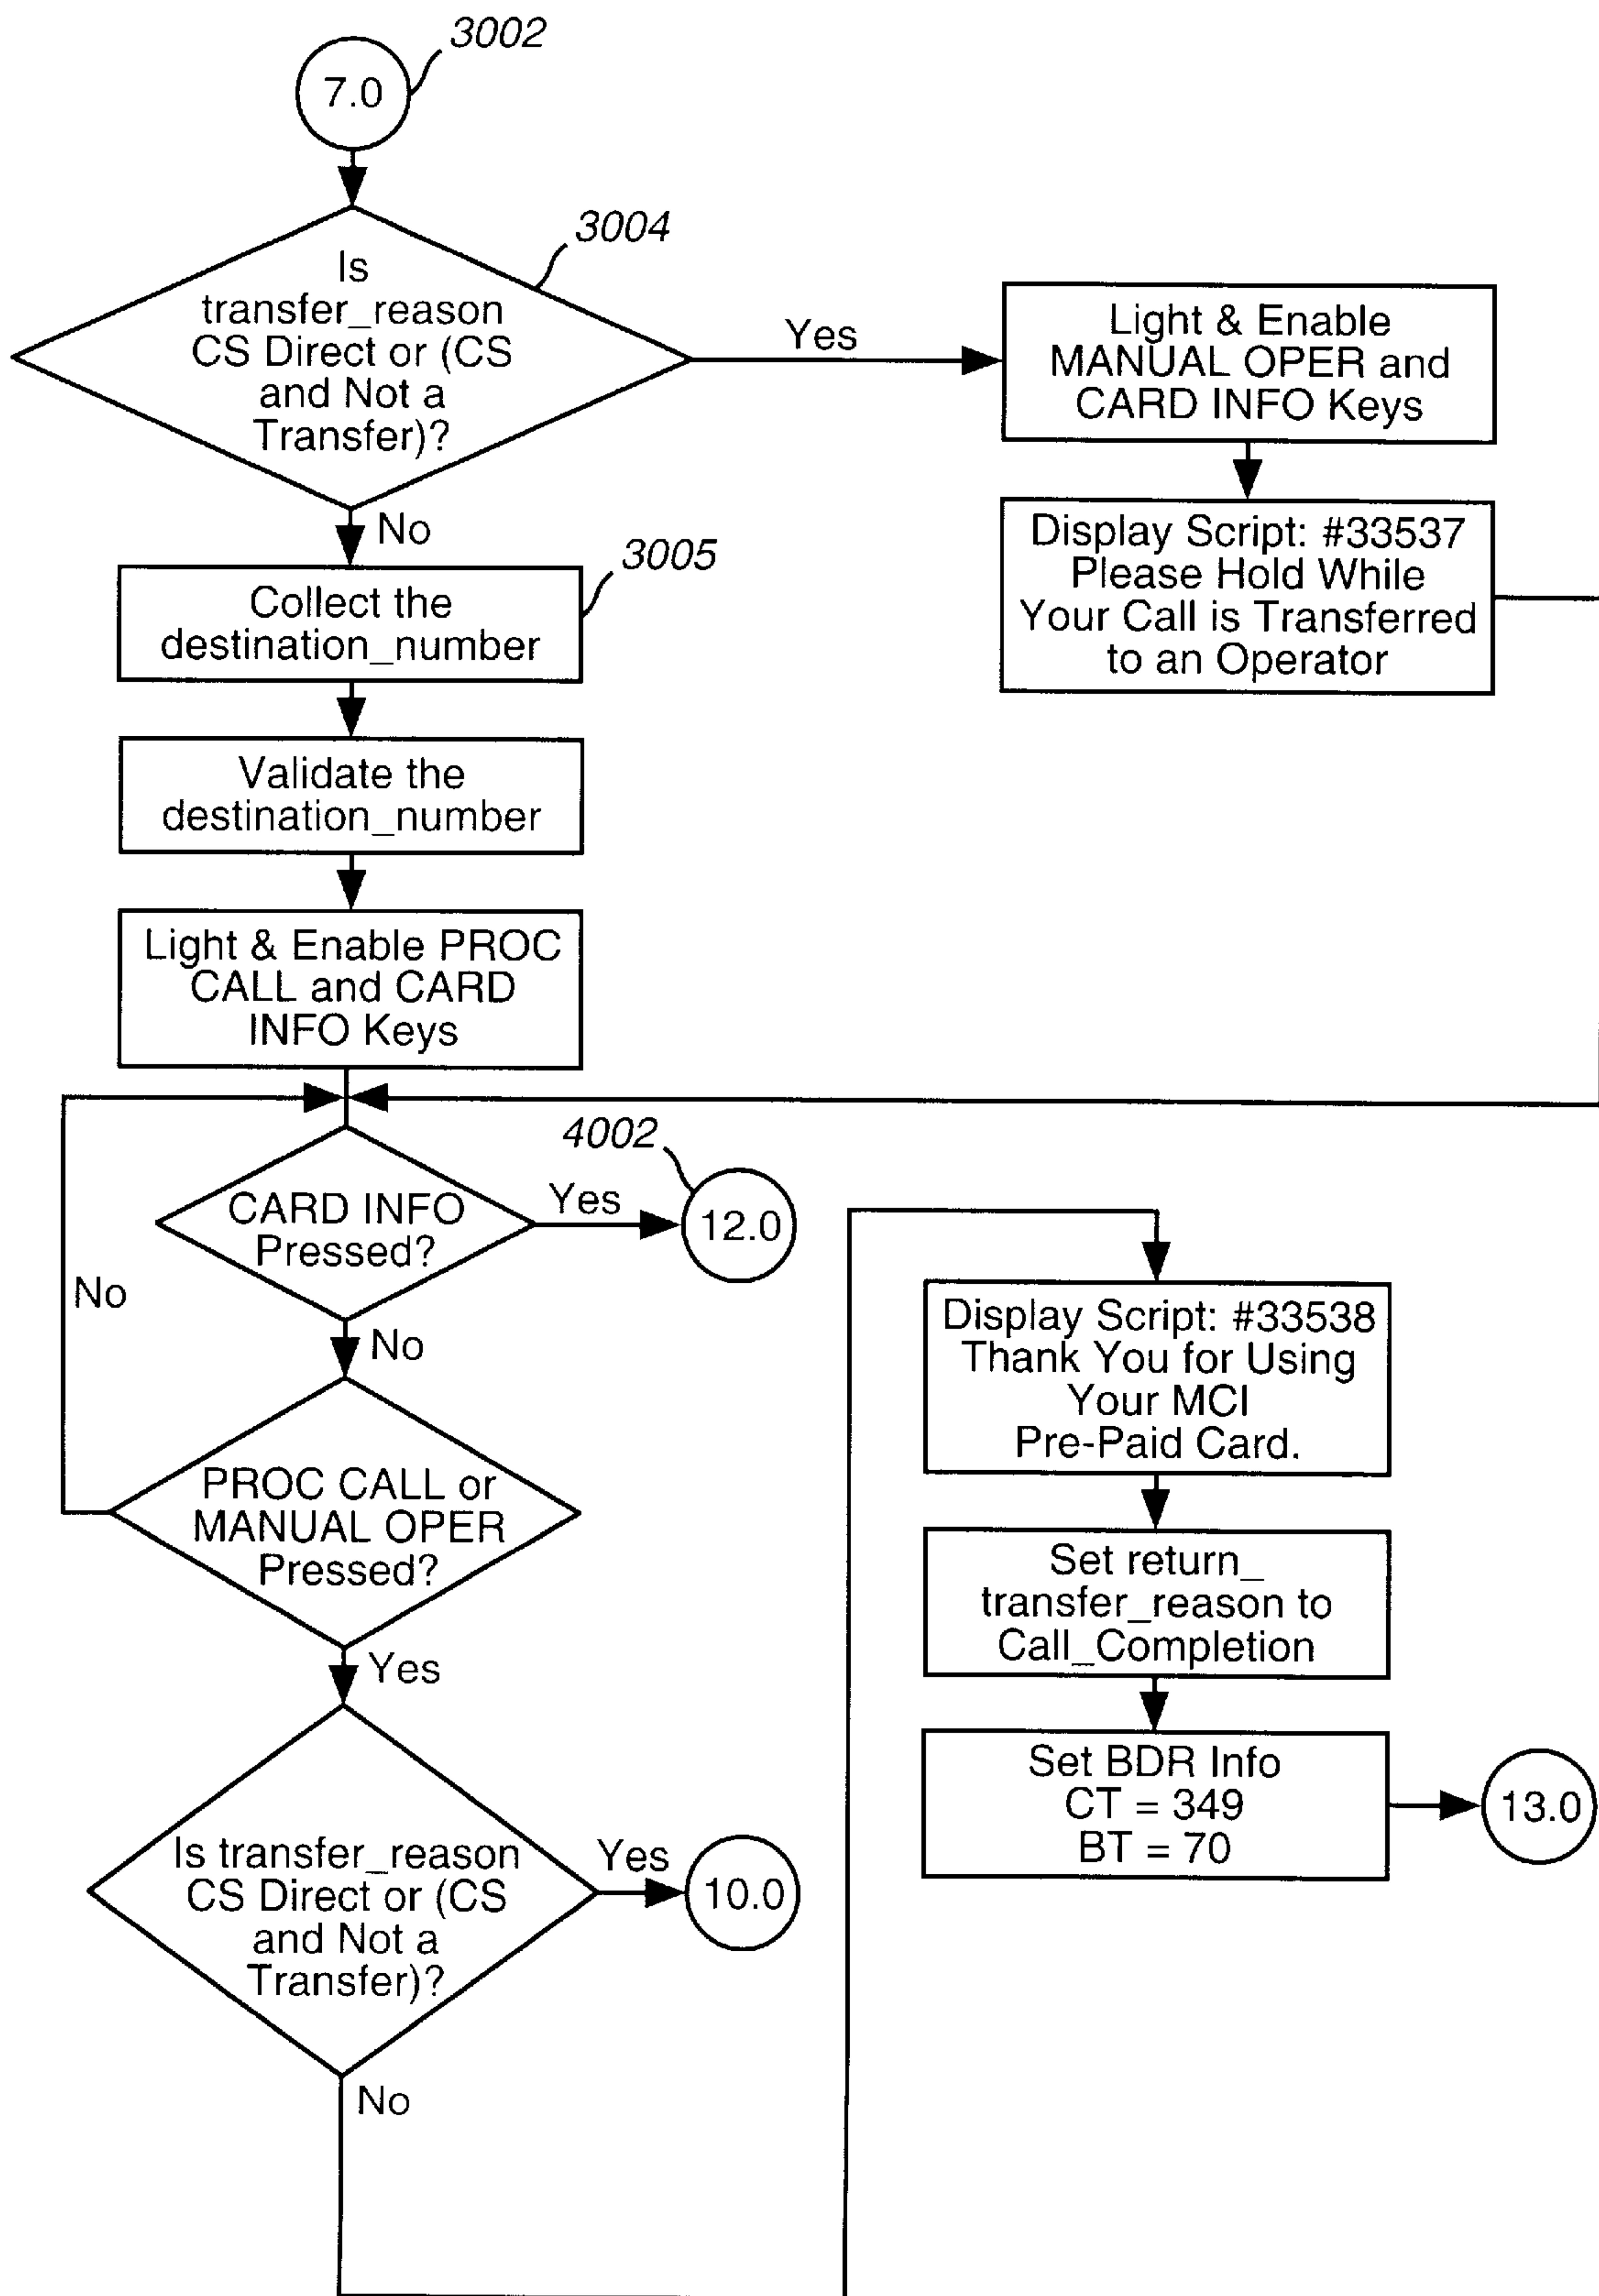 3002
7.0
3004
Is
transfer_reason
CS Direct or (CS
and Not a
Transfer)?
Yes
Light & Enable
MANUAL OPER and
CARD INFO Keys
No
Display Script: #33537
Please Hold While
Your Call is Transferred
to an Operator
3005
Collect the
destination_number
Validate the
destination_number
Light & Enable PROC
CALL and CARD
INFO Keys
4002
CARD INFO
Pressed?
Yes
12.0
No
No
PROC CALL or
MANUAL OPER
Pressed?
Yes
Is transfer_reason
CS Direct or (CS
and Not a
Transfer)?
Yes
10.0
No
Display Script: #33538
Thank You for Using
Your MCI
Pre-Paid Card.
Set return_
transfer_reason to
Call_Completion
Set BDR Info
CT = 349
BT = 70
13.0